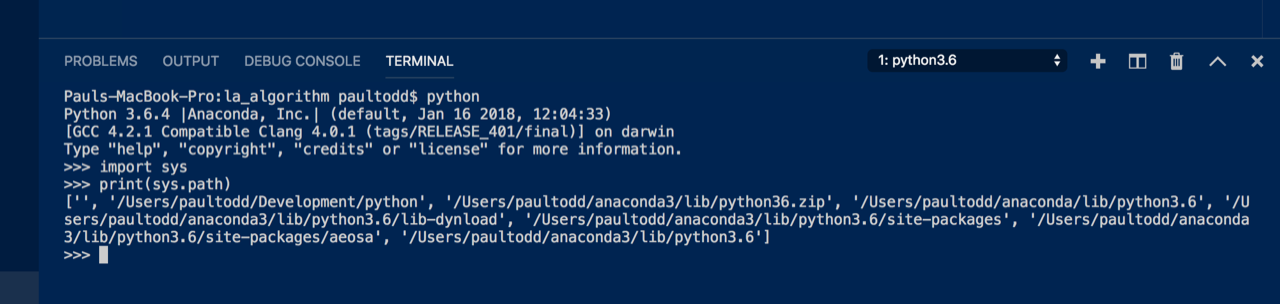 PROBLEMS OUTPUT DEBUG CONSOLE TERMINAL 1: python3.6
Pauls-MacBook-Pro:la_algorithm paultodd$ python
Python 3.6.4 |Anaconda, Inc.| (default, Jan 16 2018, 12:04:33)
[GCC 4.2.1 Compatible Clang 4.0.1 (tags/RELEASE_401/final)] on darwin
Type "help", "copyright", "credits" or "license" for more information.
>>> import sys
>>> print(sys.path)
['', '/Users/paultodd/Development/python', '/Users/paultodd/anaconda3/lib/python36.zip', '/Users/paultodd/anaconda/lib/python3.6', '/U
sers/paultodd/anaconda3/lib/python3.6/lib-dynload', '/Users/paultodd/anaconda3/lib/python3.6/site-packages', '/Users/paultodd/anaconda
3/lib/python3.6/site-packages/aeosa', '/Users/paultodd/anaconda3/lib/python3.6']
>>>